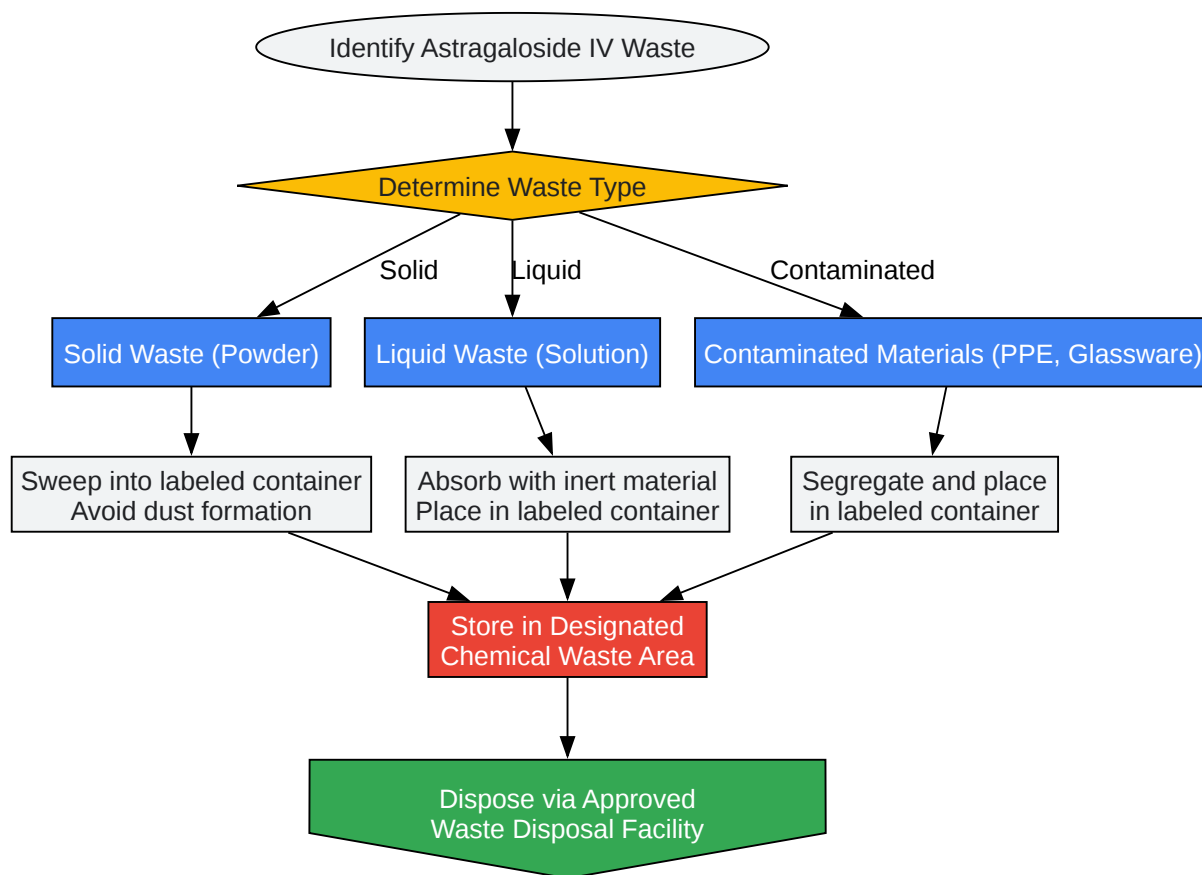 Identify Astragaloside IV Waste
Determine Waste Type
Solid
Liquid
Contaminated
Solid Waste (Powder)
Liquid Waste (Solution)
Contaminated Materials (PPE, Glassware)
Sweep into labeled container
Avoid dust formation
Absorb with inert material
Place in labeled container
Segregate and place
in labeled container
Store in Designated
Chemical Waste Area
Dispose via Approved
Waste Disposal Facility